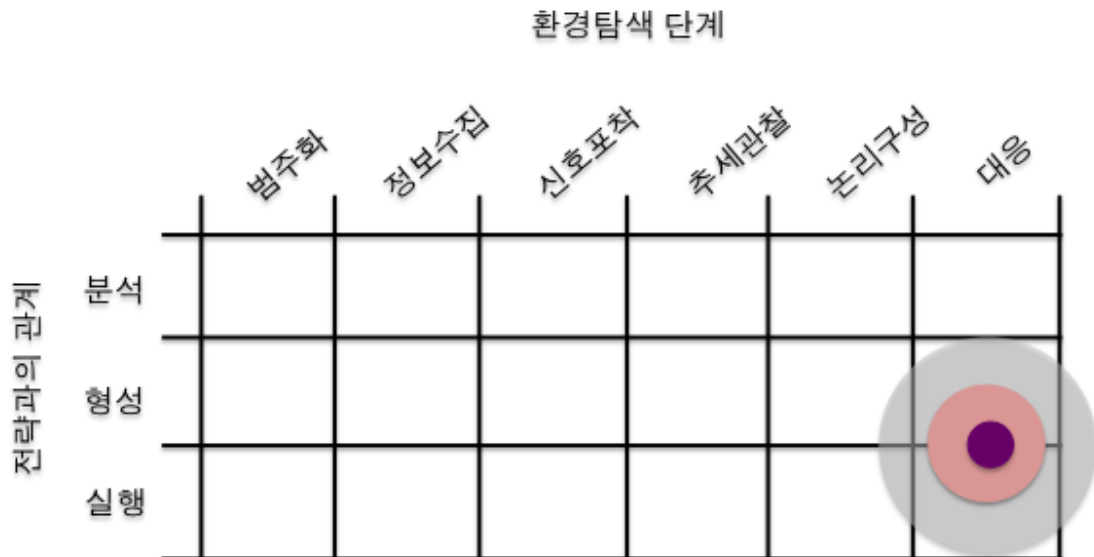 환경탐색 단계
범주화
정보수집
신호포착
추세관찰
논리구성
대응
전략과의 관계
분석
형성
실행